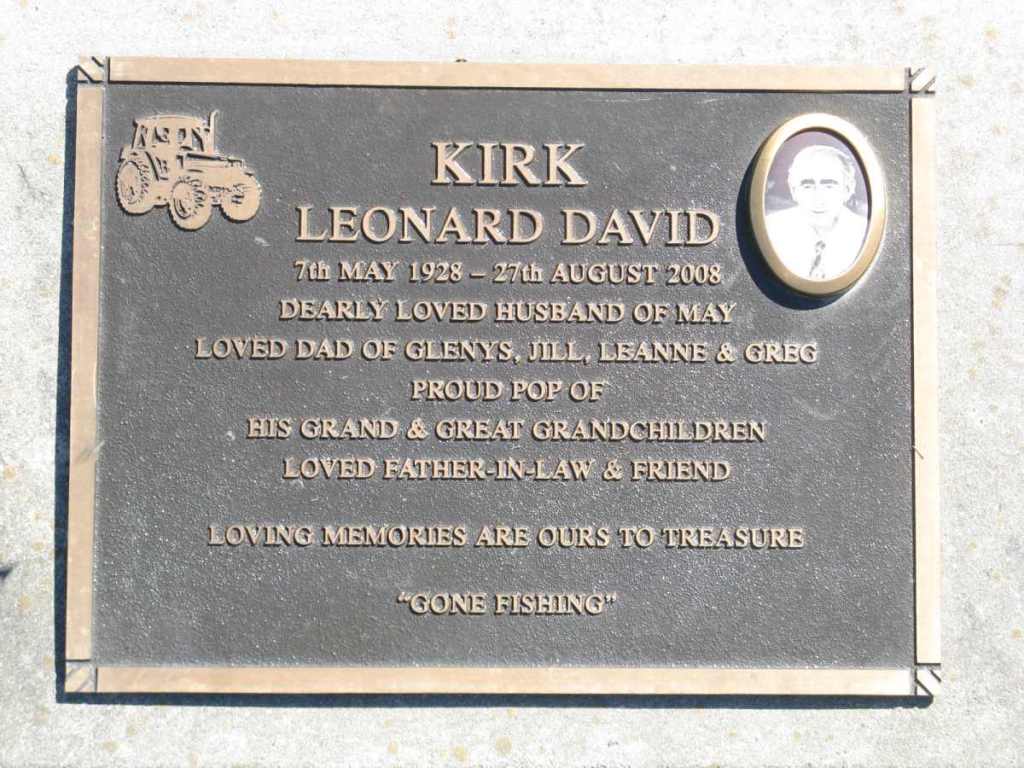 KIRK
LEONARD DAVID
7th MAY 1928 – 27th AUGUST 2008
DEARLY LOVED HUSBAND OF MAY
LOVED DAD OF GLENYS, JILL, LEANNE & GREG
PROUD POP OF
HIS GRAND & GREAT GRANDCHILDREN
LOVED FATHER-IN-LAW & FRIEND
LOVING MEMORIES ARE OURS TO TREASURE
“GONE FISHING”